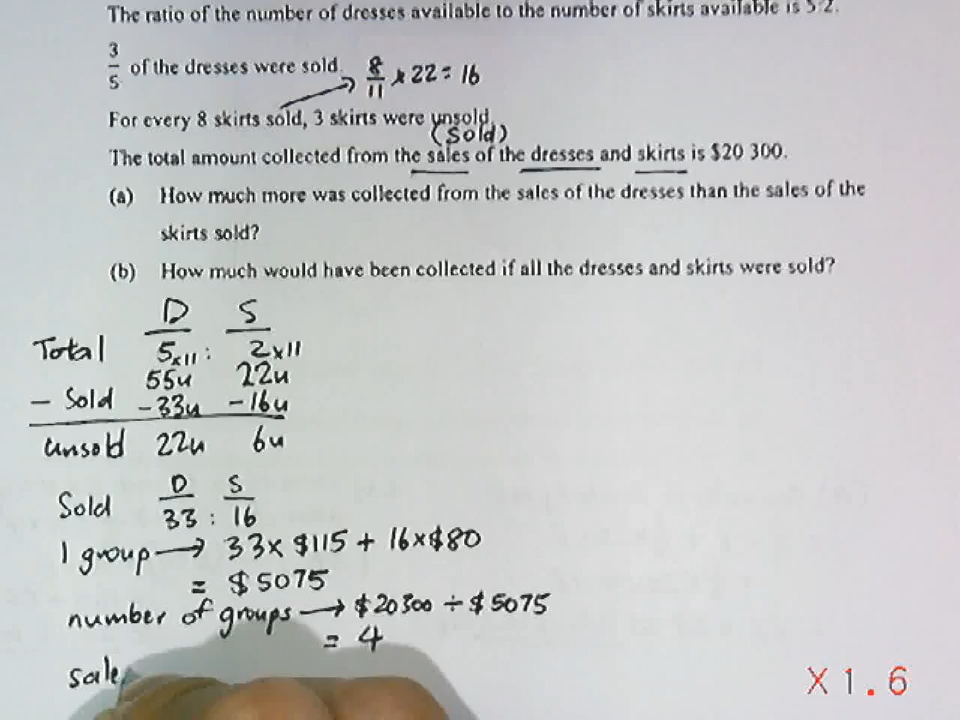 The ratio of the number of dresses available to the number of skirts available is 5:2.
3/5 of the dresses were sold. 8/11 × 22 = 16
For every 8 skirts sold, 3 skirts were unsold.
(Sold)
The total amount collected from the sales of the dresses and skirts is $20 300.
(a) How much more was collected from the sales of the dresses than the sales of the
skirts sold?
(b) How much would have been collected if all the dresses and skirts were sold?
D S
Total 5×11 : 2×11
55u 22u
- Sold -33u -16u
Unsold 22u 6u
D S
Sold 33 : 16
1 group → 33× $115 + 16×$80
= $5075
number of groups → $20300 ÷ $5075
= 4
sale
X1.6